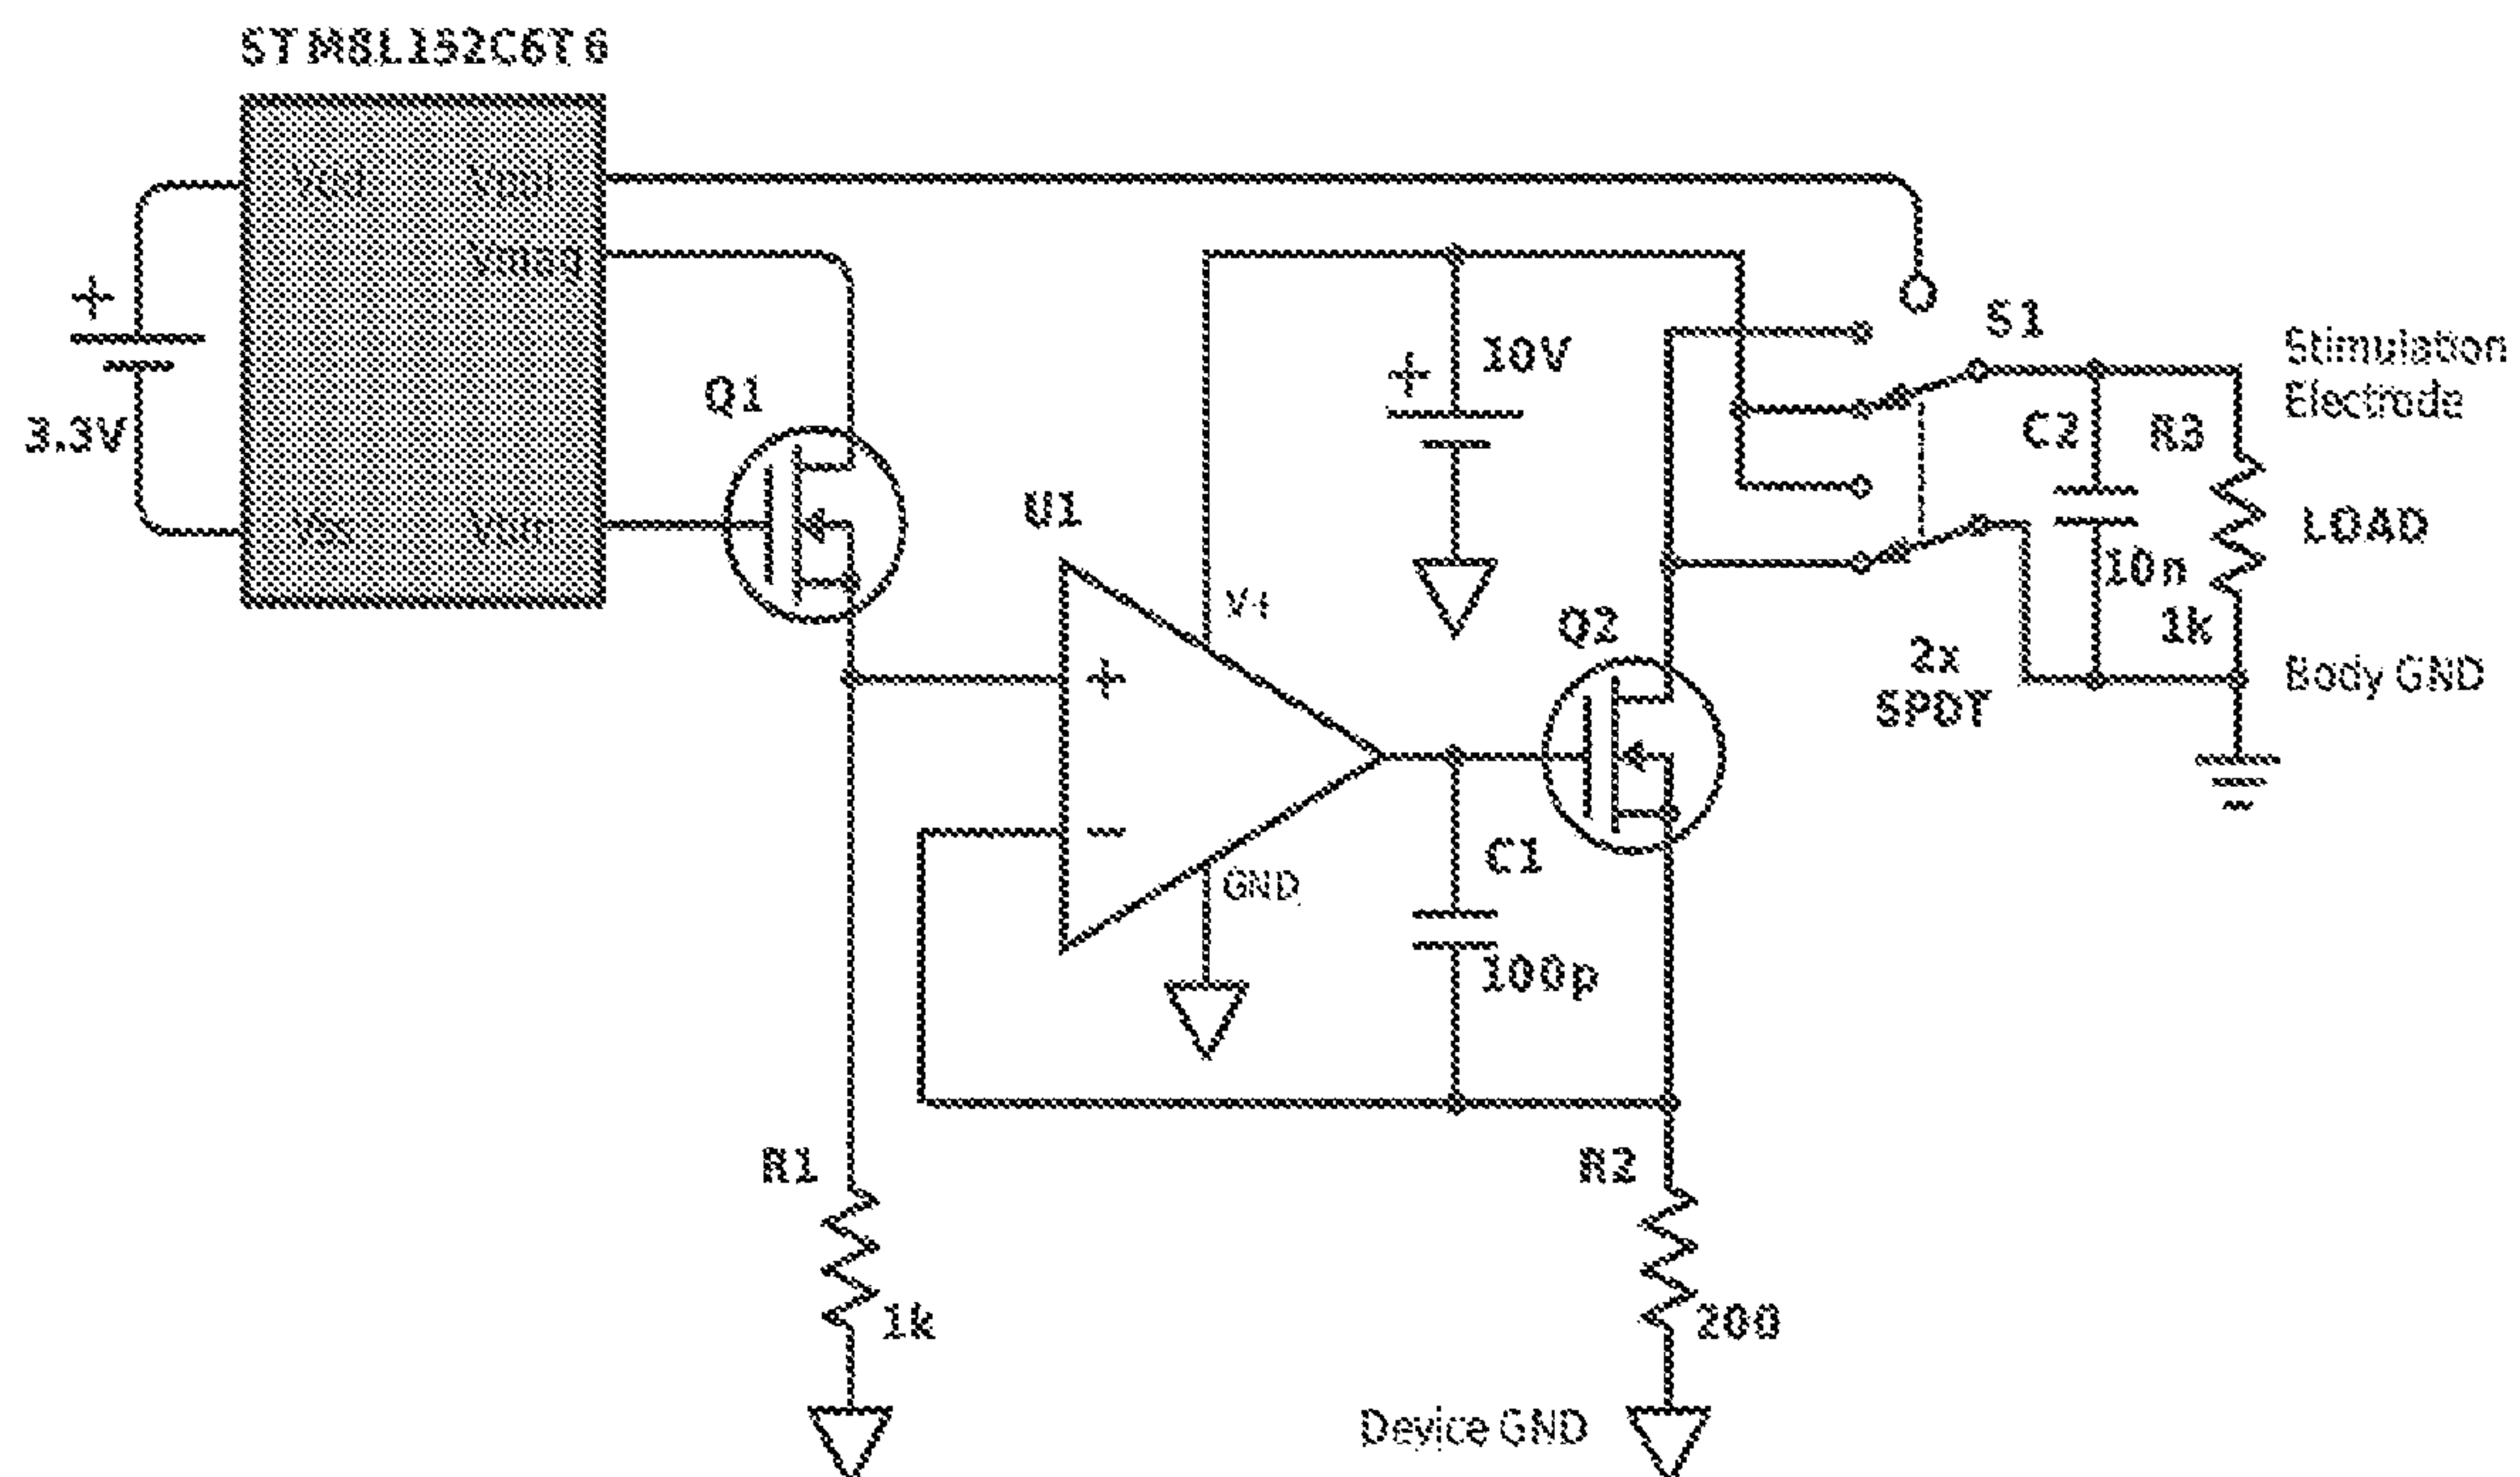 STM8L152C6T6
3.3V
Q1
U1
+
V+
-
GND
10V
+
S1
Stimulation
Electrode
C2
R3
LOAD
10n
1k
Q2
2x
SPDT
Body GND
C1
100p
R1
R2
1k
200
Device GND